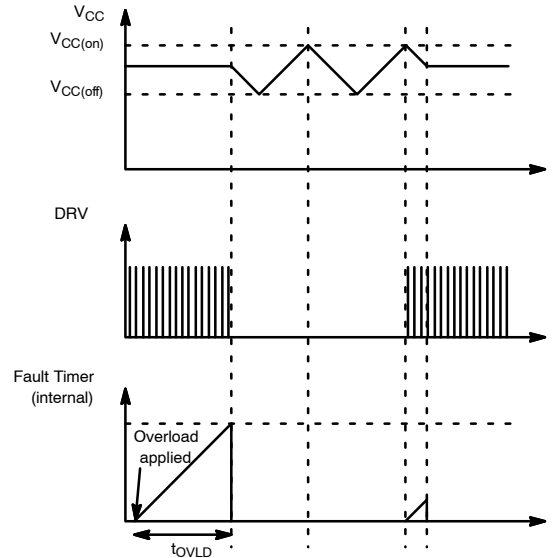 VCC
VCC(on)
VCC(off)
DRV
Fault Timer
(internal)
Overload
applied
tOVLD